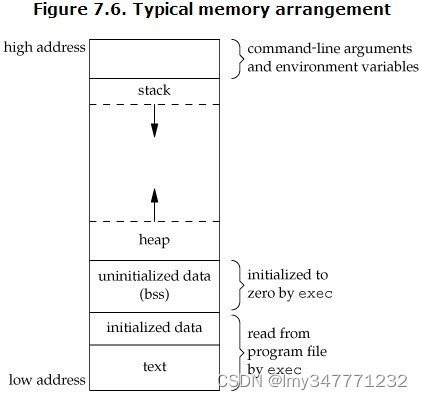 Figure 7.6. Typical memory arrangement
high address
command-line arguments
and environment variables
stack
heap
uninitialized data
(bss)
initialized to
zero by exec
initialized data
read from
program file
by exec
text
low address
CSDN @lmy347771232